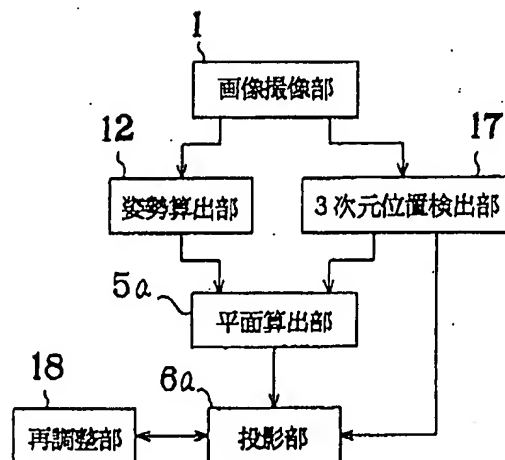 1
画像撮像部
12
17
姿勢算出部
3次元位置検出部
5a
平面算出部
18
6a
再調整部
投影部